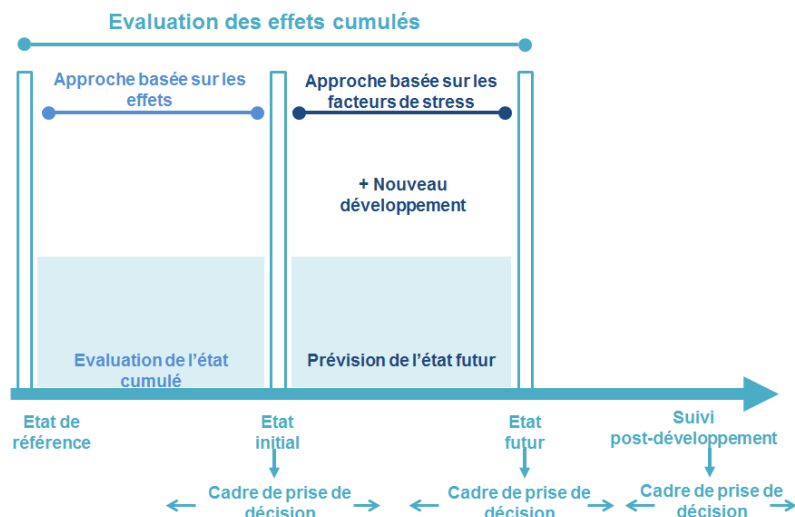 Evaluation des effets cumulés
Approche basée sur les
effets
Approche basée sur les
facteurs de stress
+ Nouveau
développement
Evaluation de l'état
cumulé
Prévision de l'état futur
Etat de
référence
Etat
initial
Etat
futur
Suivi
post-développement
Cadre de prise de
décision
Cadre de prise de
décision
Cadre de prise de
décision